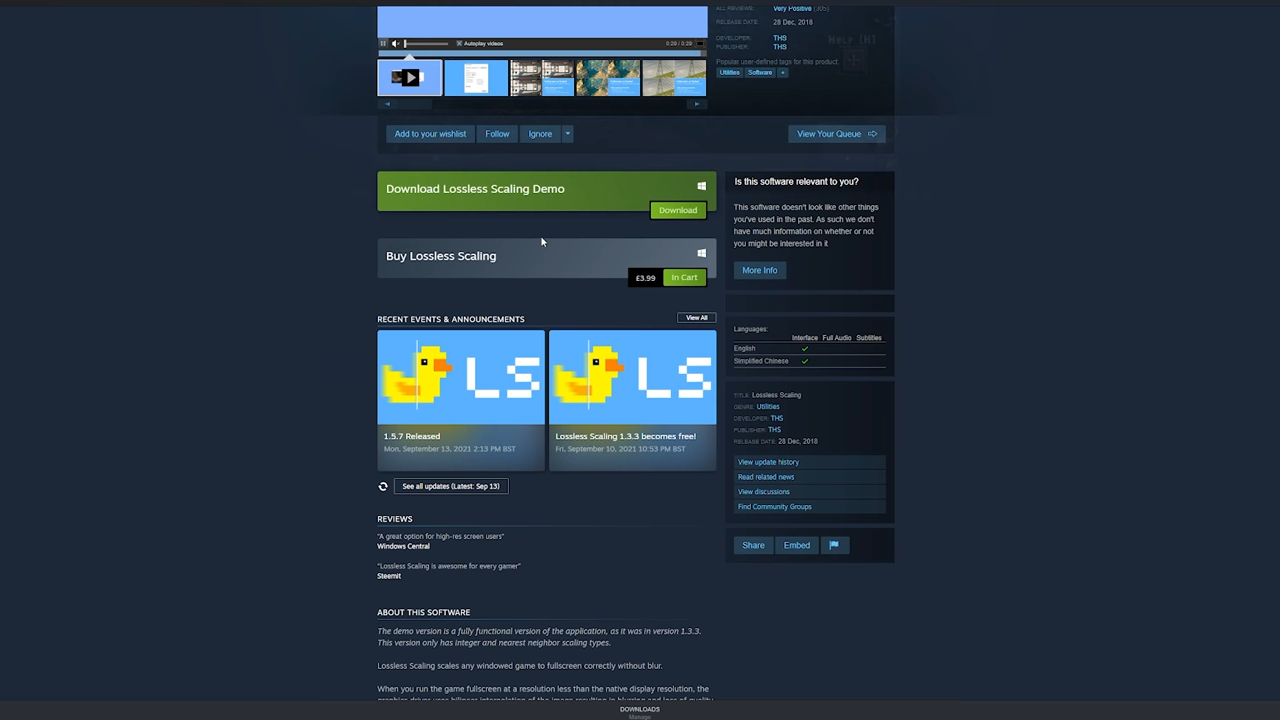 ALL REVIEWS: Very Positive (305)
RELEASE DATE: 28 Dec, 2018
DEVELOPER: THS
PUBLISHER: THS
Help [H]
Popular user-defined tags for this product:
Utilities Software +
Autoplay videos
0:29 / 0:29
Add to your wishlist Follow Ignore
View Your Queue
Download Lossless Scaling Demo
Download
Buy Lossless Scaling
£3.99 In Cart
Is this software relevant to you?
This software doesn't look like other things
you've used in the past. As such we don't
have much information on whether or not
you might be interested in it
More Info
RECENT EVENTS & ANNOUNCEMENTS
View All
LS
LS
1.5.7 Released
Mon, September 13, 2021 2:13 PM BST
Lossless Scaling 1.3.3 becomes free!
Fri, September 10, 2021 10:53 PM BST
See all updates (Latest: Sep 13)
Languages:
Interface Full Audio Subtitles
English
Simplified Chinese
TITLE: Lossless Scaling
GENRE: Utilities
DEVELOPER: THS
PUBLISHER: THS
RELEASE DATE: 28 Dec, 2018
View update history
Read related news
View discussions
Find Community Groups
Share Embed
REVIEWS
"A great option for high-res screen users"
Windows Central
"Lossless Scaling is awesome for every gamer"
Steemit
ABOUT THIS SOFTWARE
The demo version is a fully functional version of the application, as it was in version 1.3.3.
This version only has integer and nearest neighbor scaling types.
Lossless Scaling scales any windowed game to fullscreen correctly without blur.
When you run the game fullscreen at a resolution less than the native display resolution, the
DOWNLOADS
Manage